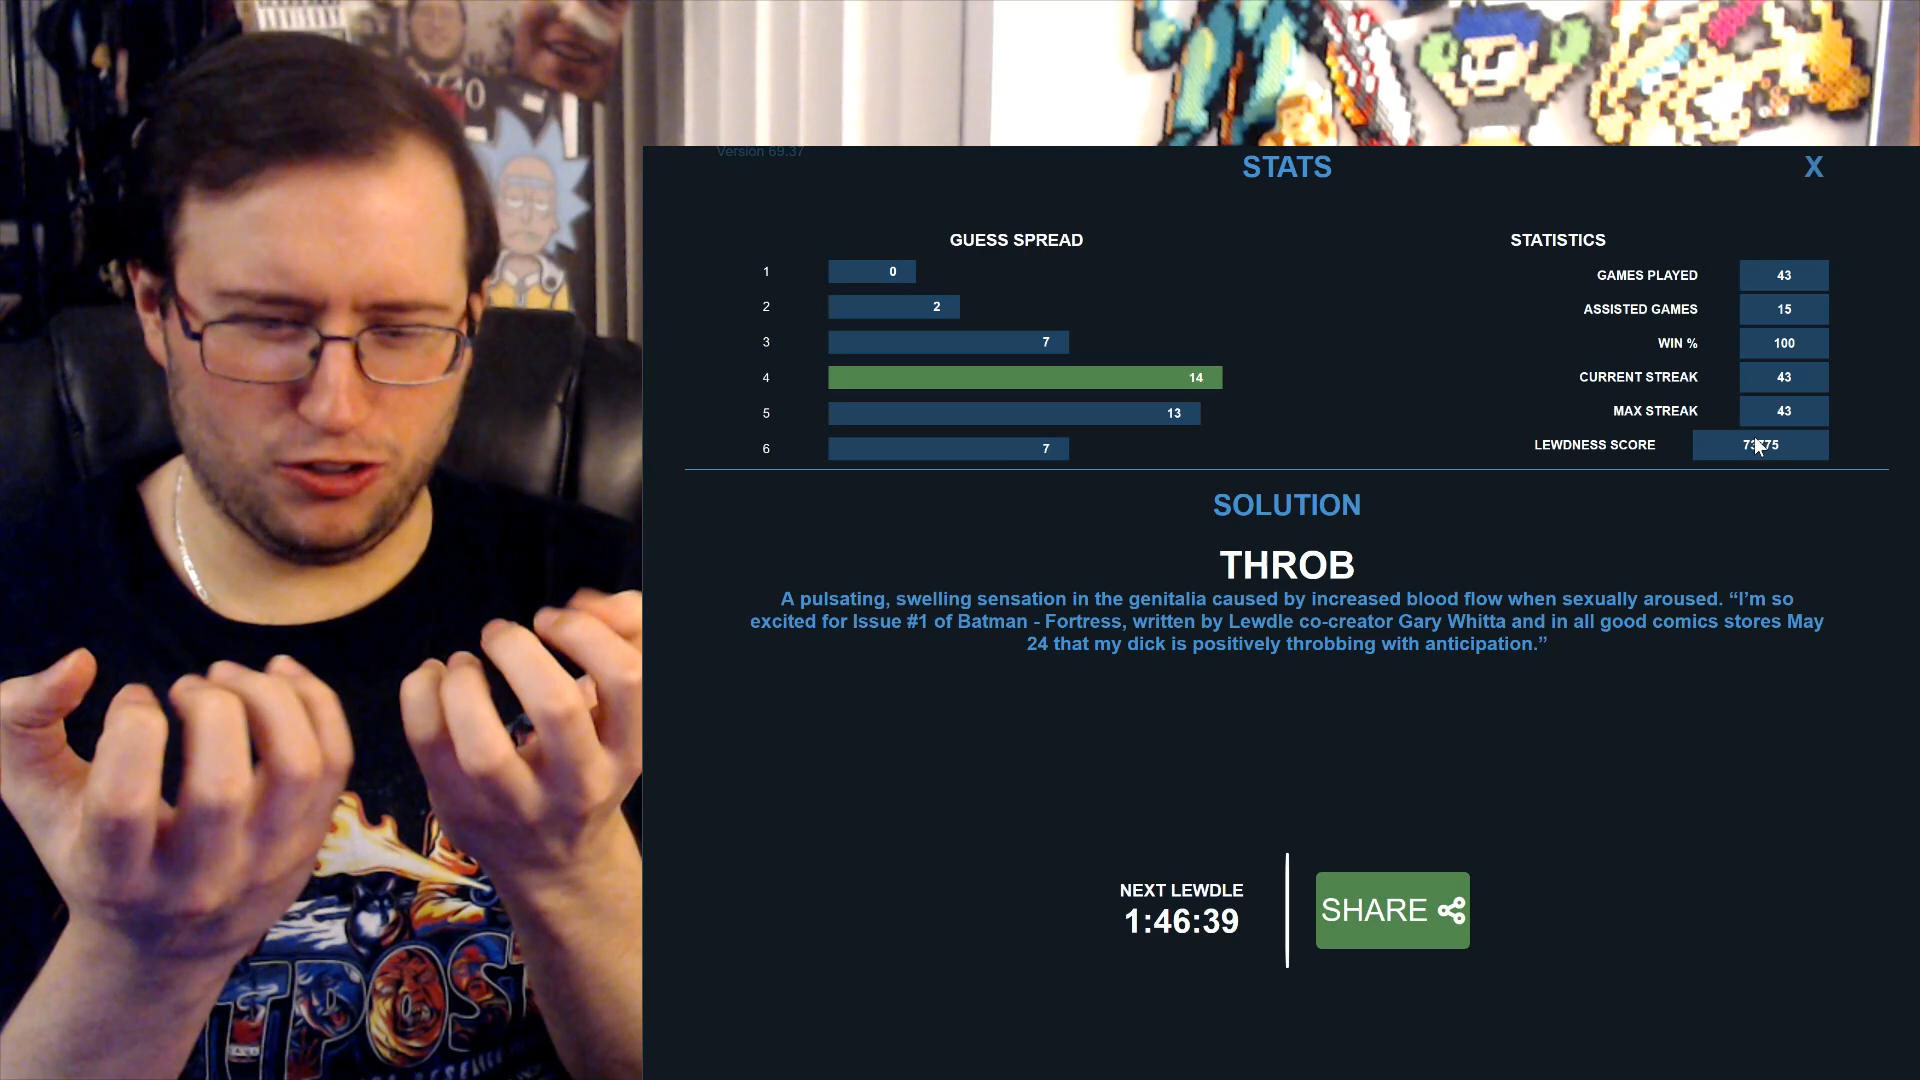 Version 69.37
STATS
X
GUESS SPREAD
1 0
2 2
3 7
4 14
5 13
6 7
STATISTICS
GAMES PLAYED 43
ASSISTED GAMES 15
WIN % 100
CURRENT STREAK 43
MAX STREAK 43
LEWDNESS SCORE
SOLUTION
THROB
A pulsating, swelling sensation in the genitalia caused by increased blood flow when sexually aroused. “I’m so
excited for Issue #1 of Batman - Fortress, written by Lewdle co-creator Gary Whitta and in all good comics stores May
24 that my dick is positively throbbing with anticipation.”
NEXT LEWDLE
1:46:39
SHARE